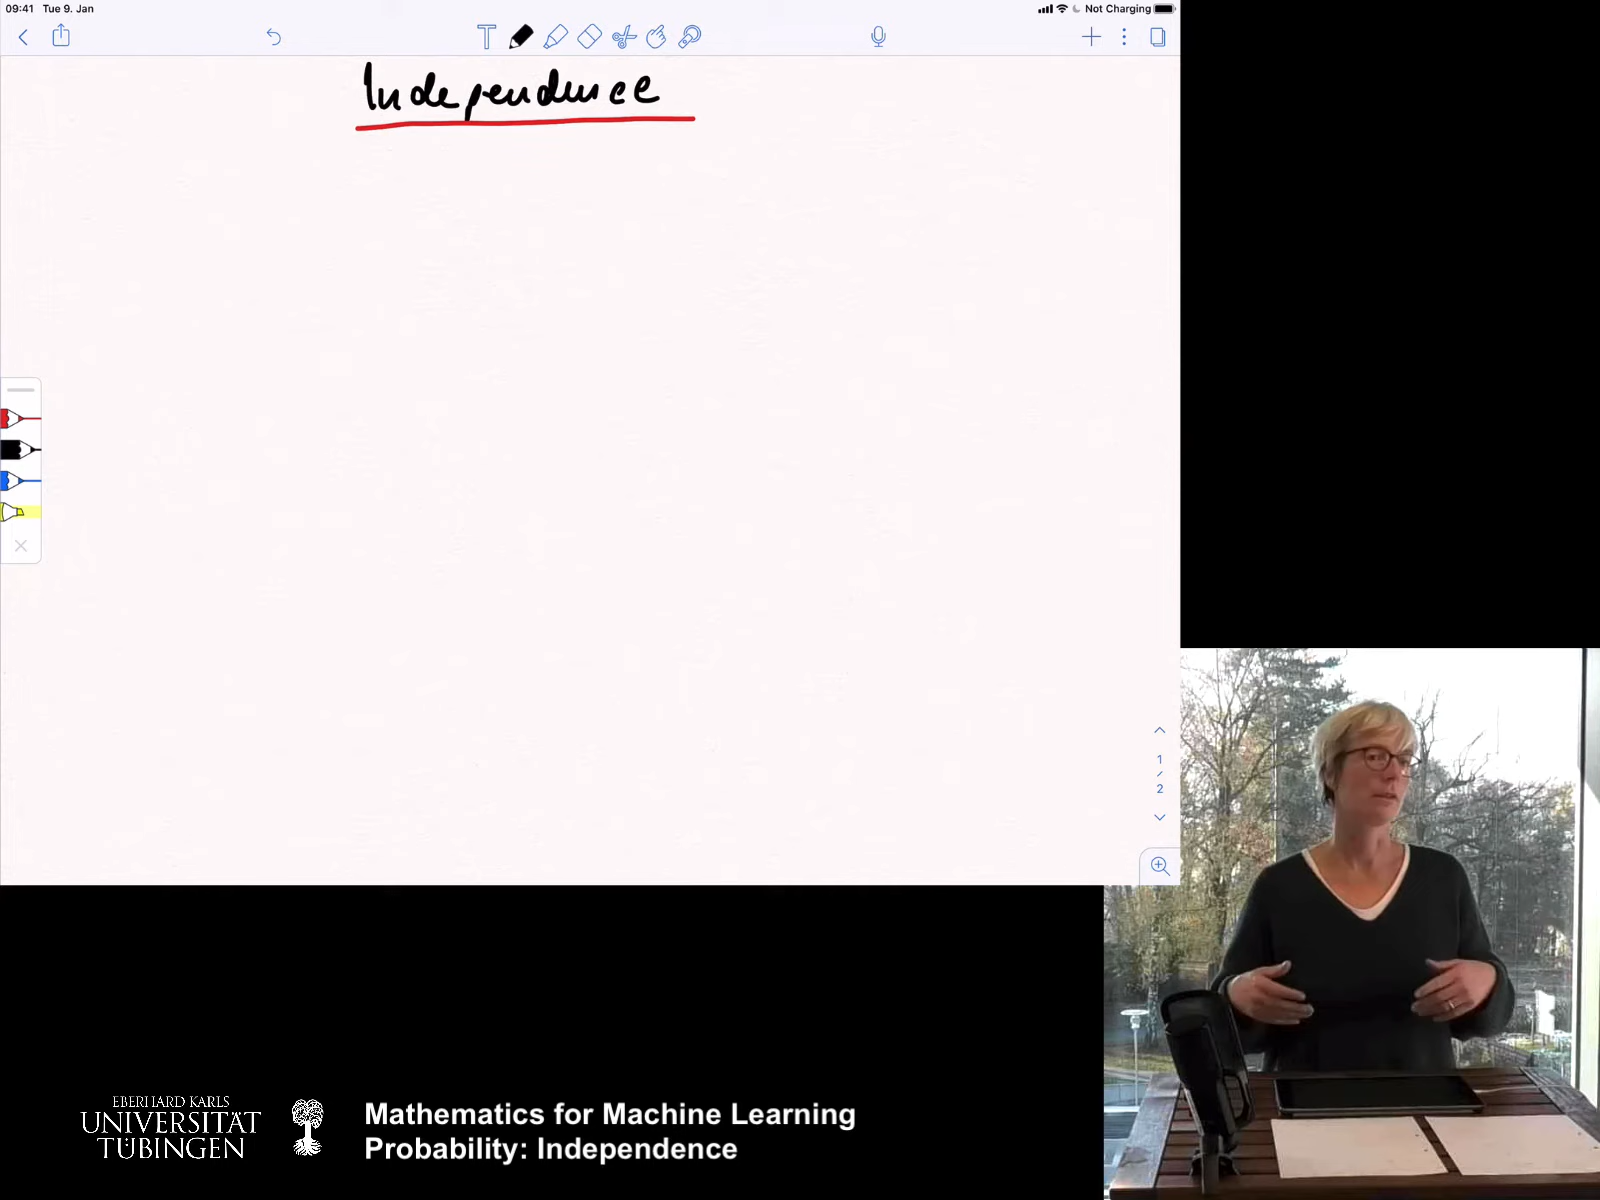 09:41 Tue 9. Jan
Not Charging
T
Independence
1
/
2
EBERHARD KARLS
UNIVERSITÄT
TÜBINGEN
Mathematics for Machine Learning
Probability: Independence